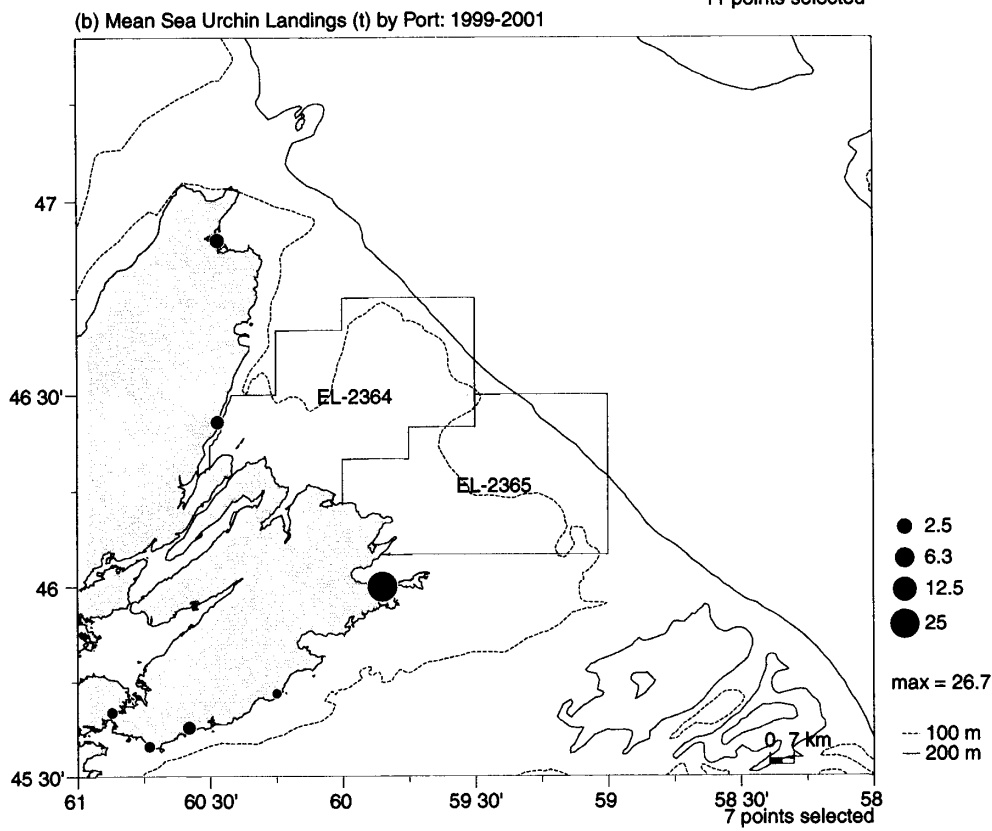 11 points selected
(b) Mean Sea Urchin Landings (t) by Port: 1999-2001
47
46 30'
EL-2364
EL-2365
2.5
6.3
46
12.5
25
max = 26.7
0 7 km
100 m
200 m
45 30'
61
60 30'
60
59 30'
59
58 30'
58
7 points selected